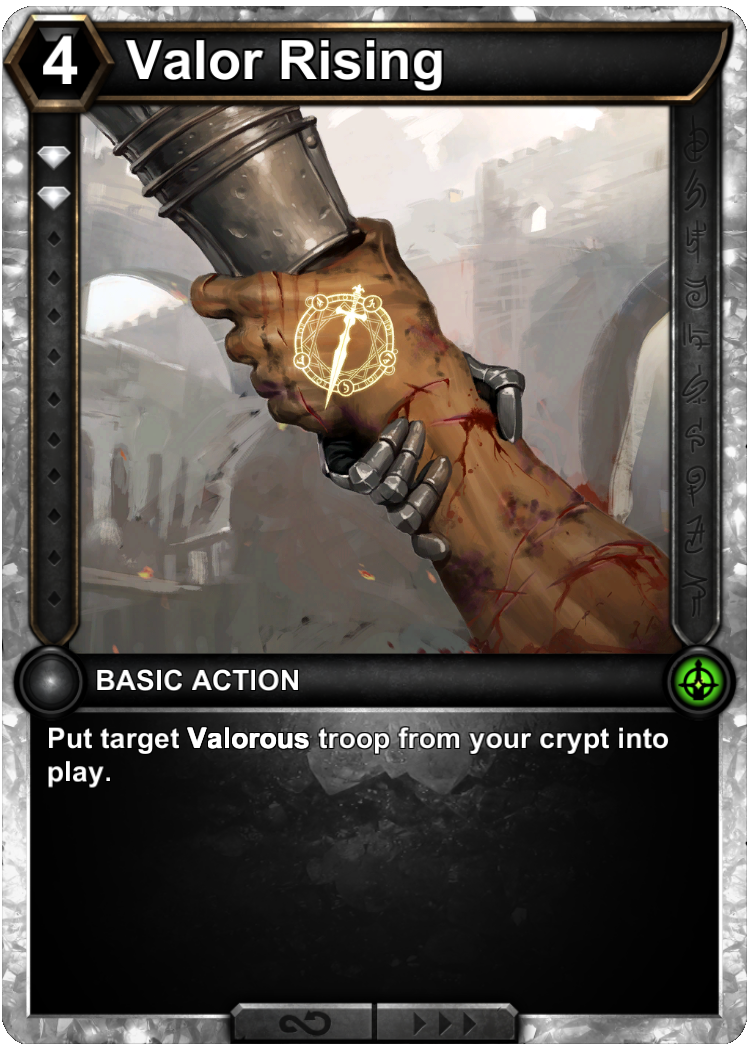 4
Valor Rising
BASIC ACTION
Put target Valorous troop from your crypt into
play.